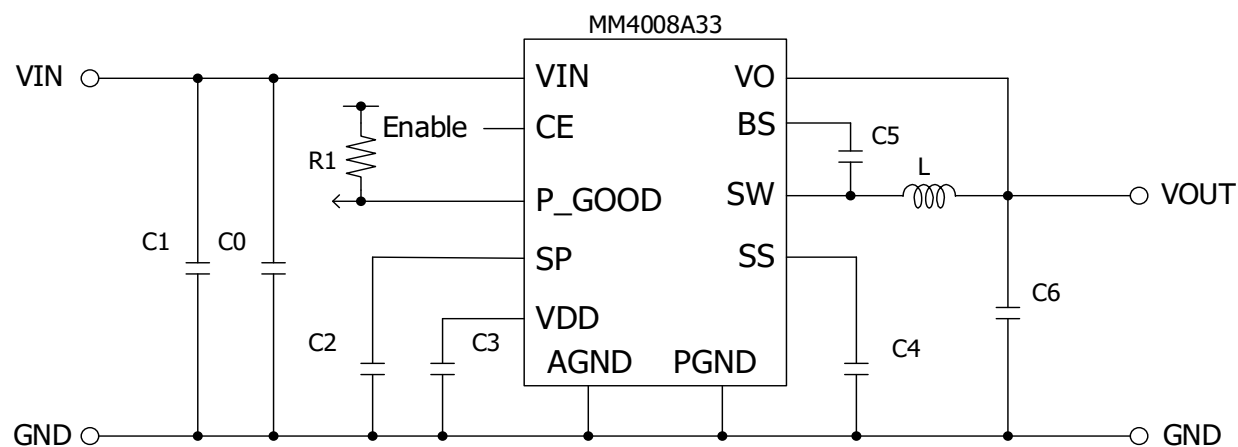 MM4008A33
VIN
VIN
VO
Enable
CE
BS
C5
R1
L
P_GOOD
SW
VOUT
C1
C0
SP
SS
C6
C2
C3
VDD
C4
AGND
PGND
GND
GND